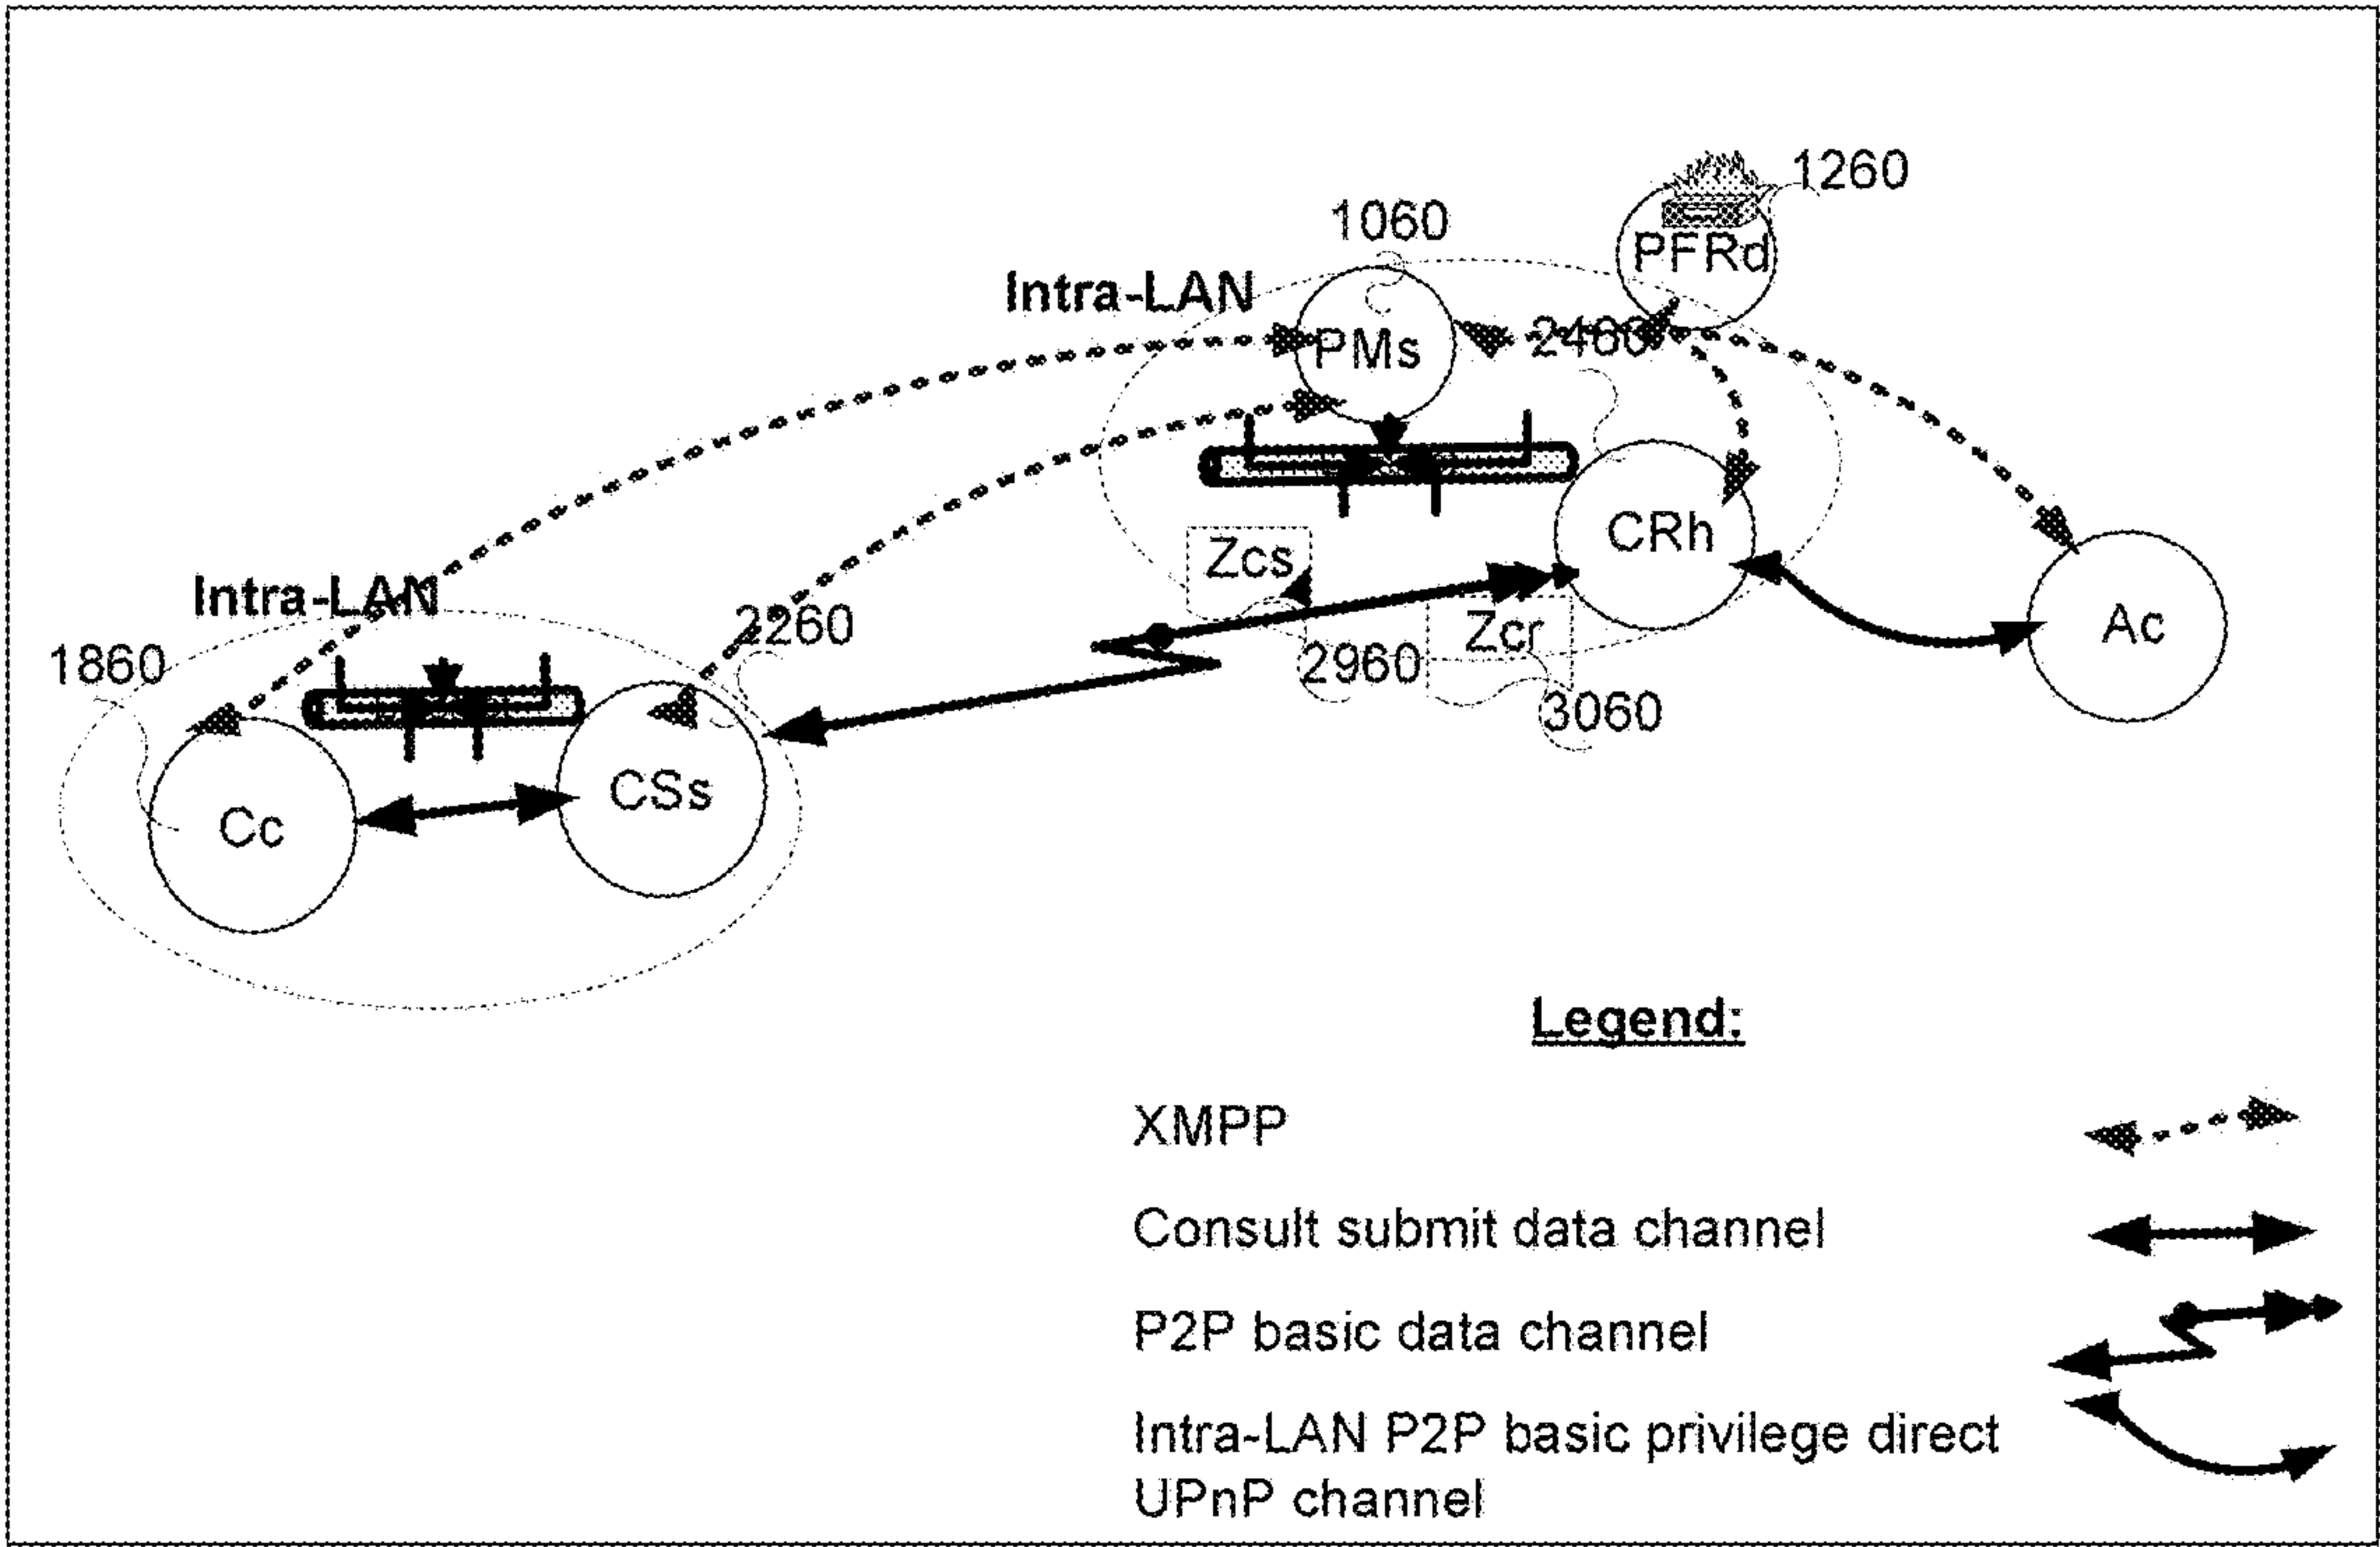 1260
1060
PFRd
Intra-LAN
PMs
2460
CRh
Zcs
Intra-LAN
2260
Zcr
Ac
1860
2960
3060
CSs
Cc
Legend:
XMPP
Consult submit data channel
P2P basic data channel
Intra-LAN P2P basic privilege direct
UPnP channel